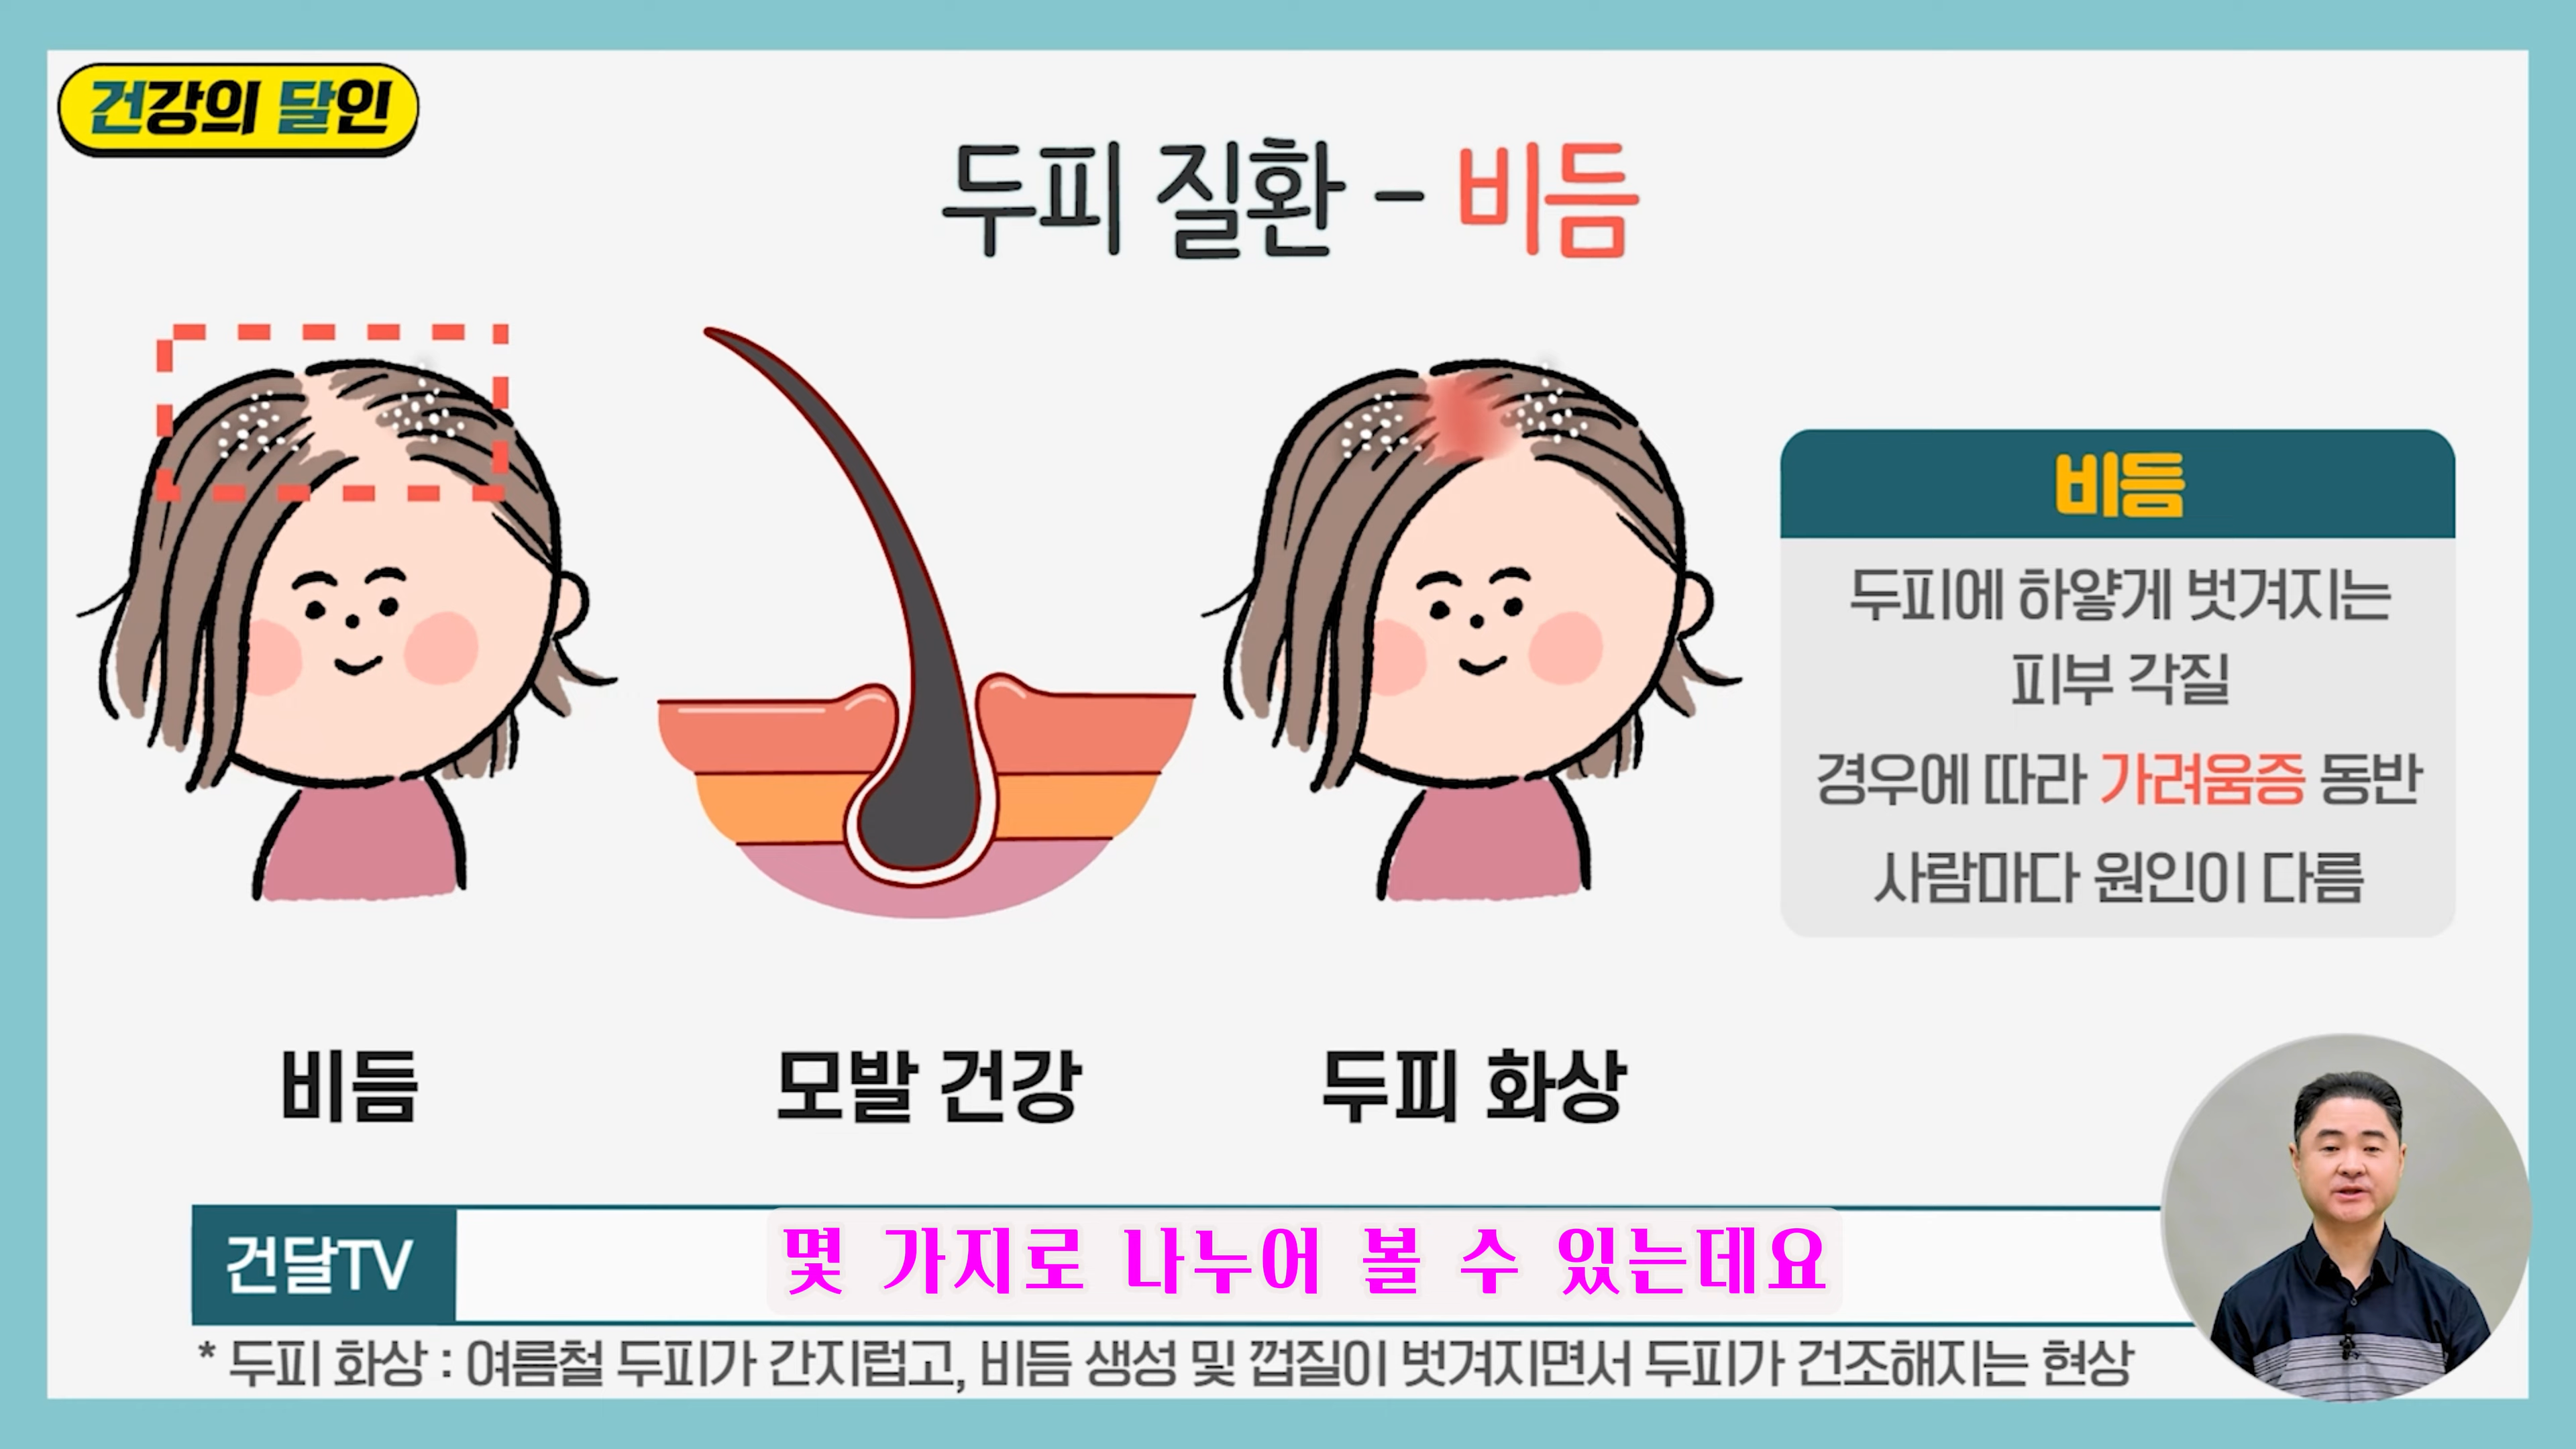 건강의 달인
두피 질환 - 비듬
비듬
두피에 하얗게 벗겨지는
피부 각질
경우에 따라 가려움증 동반
사람마다 원인이 다름
비듬
모발 건강
두피 화상
건달TV
몇 가지로 나누어 볼 수 있는데요
* 두피 화상 : 여름철 두피가 간지럽고, 비듬 생성 및 껍질이 벗겨지면서 두피가 건조해지는 현상